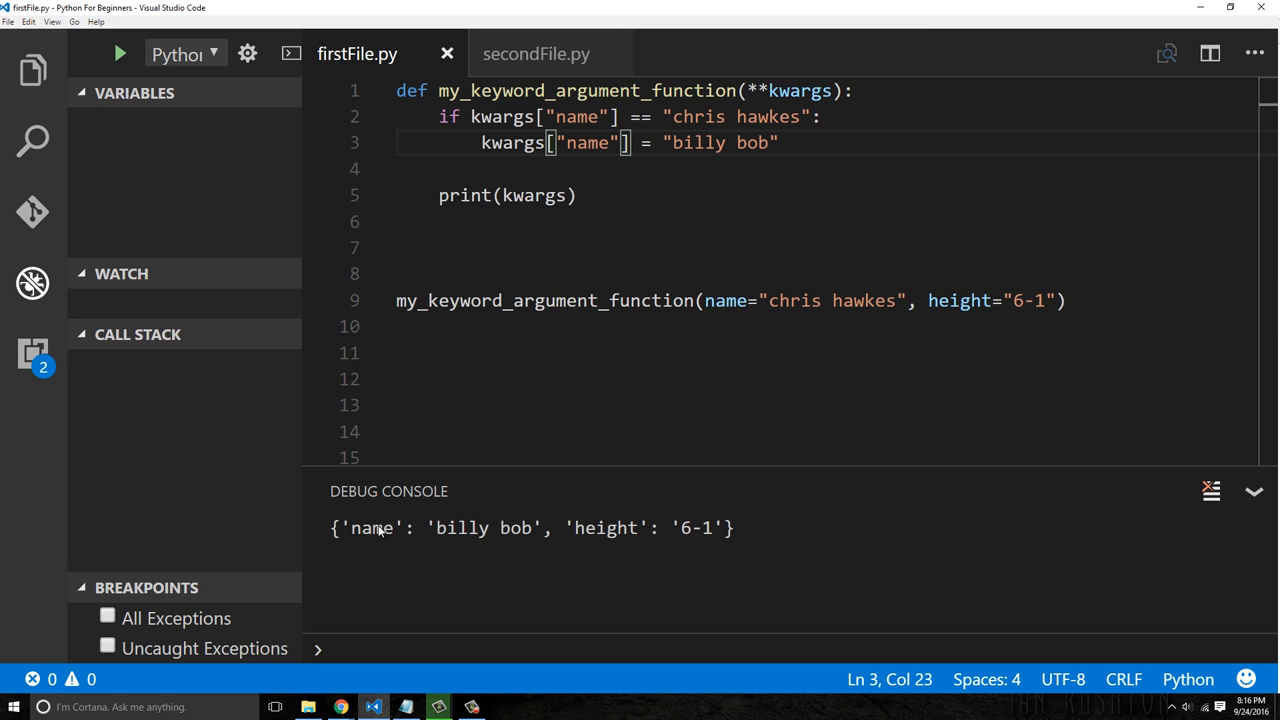 firstFile.py - Python For Beginners - Visual Studio Code
File Edit View Go Help
firstFile.py
secondFile.py
VARIABLES
WATCH
CALL STACK
BREAKPOINTS
All Exceptions
Uncaught Exceptions
2
1 def my_keyword_argument_function(**kwargs):
2 if kwargs["name"] == "chris hawkes":
3 kwargs["name"] = "billy bob"
4
5 print(kwargs)
6
7
8
9 my_keyword_argument_function(name="chris hawkes", height="6-1")
10
11
12
13
14
15
DEBUG CONSOLE
{'name': 'billy bob', 'height': '6-1'}
0 0
Ln 3, Col 23 Spaces: 4 UTF-8 CRLF Python
I'm Cortana. Ask me anything.
8:16 PM
9/24/2016